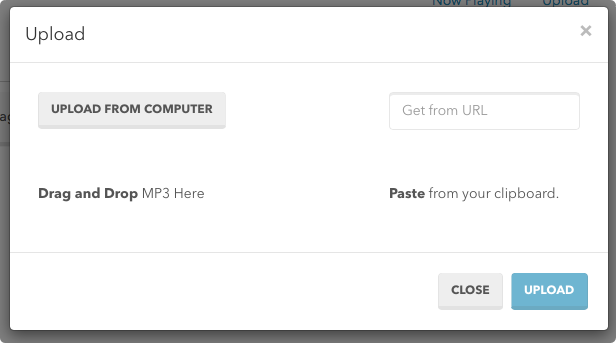 Now Playing Upload
Upload
×
UPLOAD FROM COMPUTER
Get from URL
Drag and Drop MP3 Here
Paste from your clipboard.
CLOSE
UPLOAD